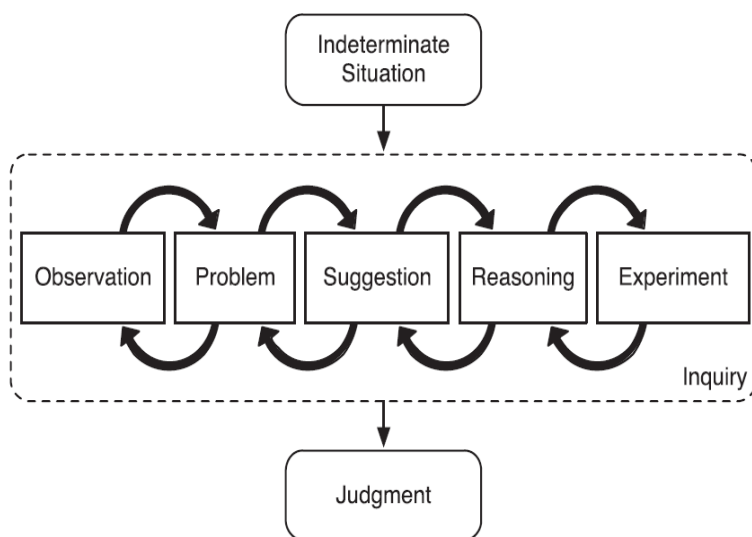 Indeterminate
Situation
Observation
Problem
Suggestion
Reasoning
Experiment
Inquiry
Judgment